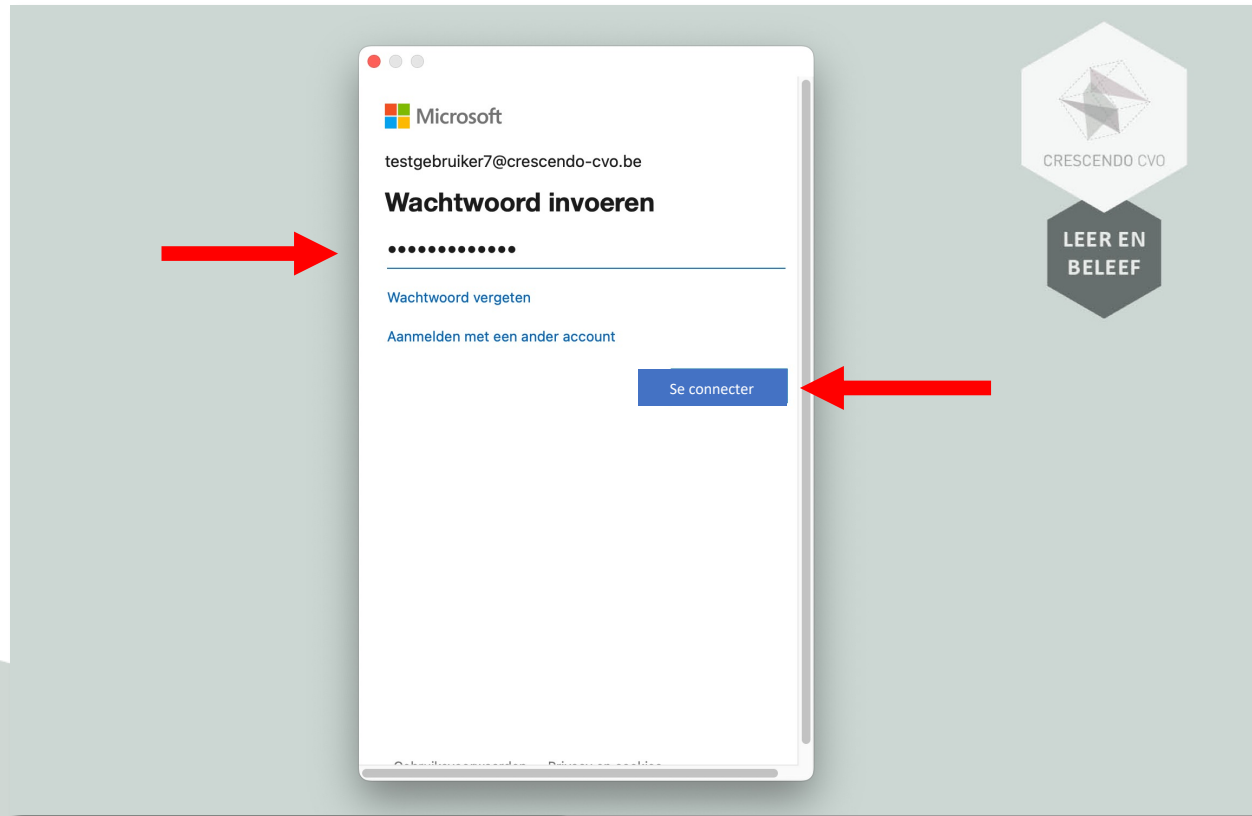 Microsoft
testgebruiker7@crescendo-cvo.be
Wachtwoord invoeren
•••••••••••••
Wachtwoord vergeten
Aanmelden met een ander account
Se connecter
CRESCENDO CVO
LEER EN
BELEEF